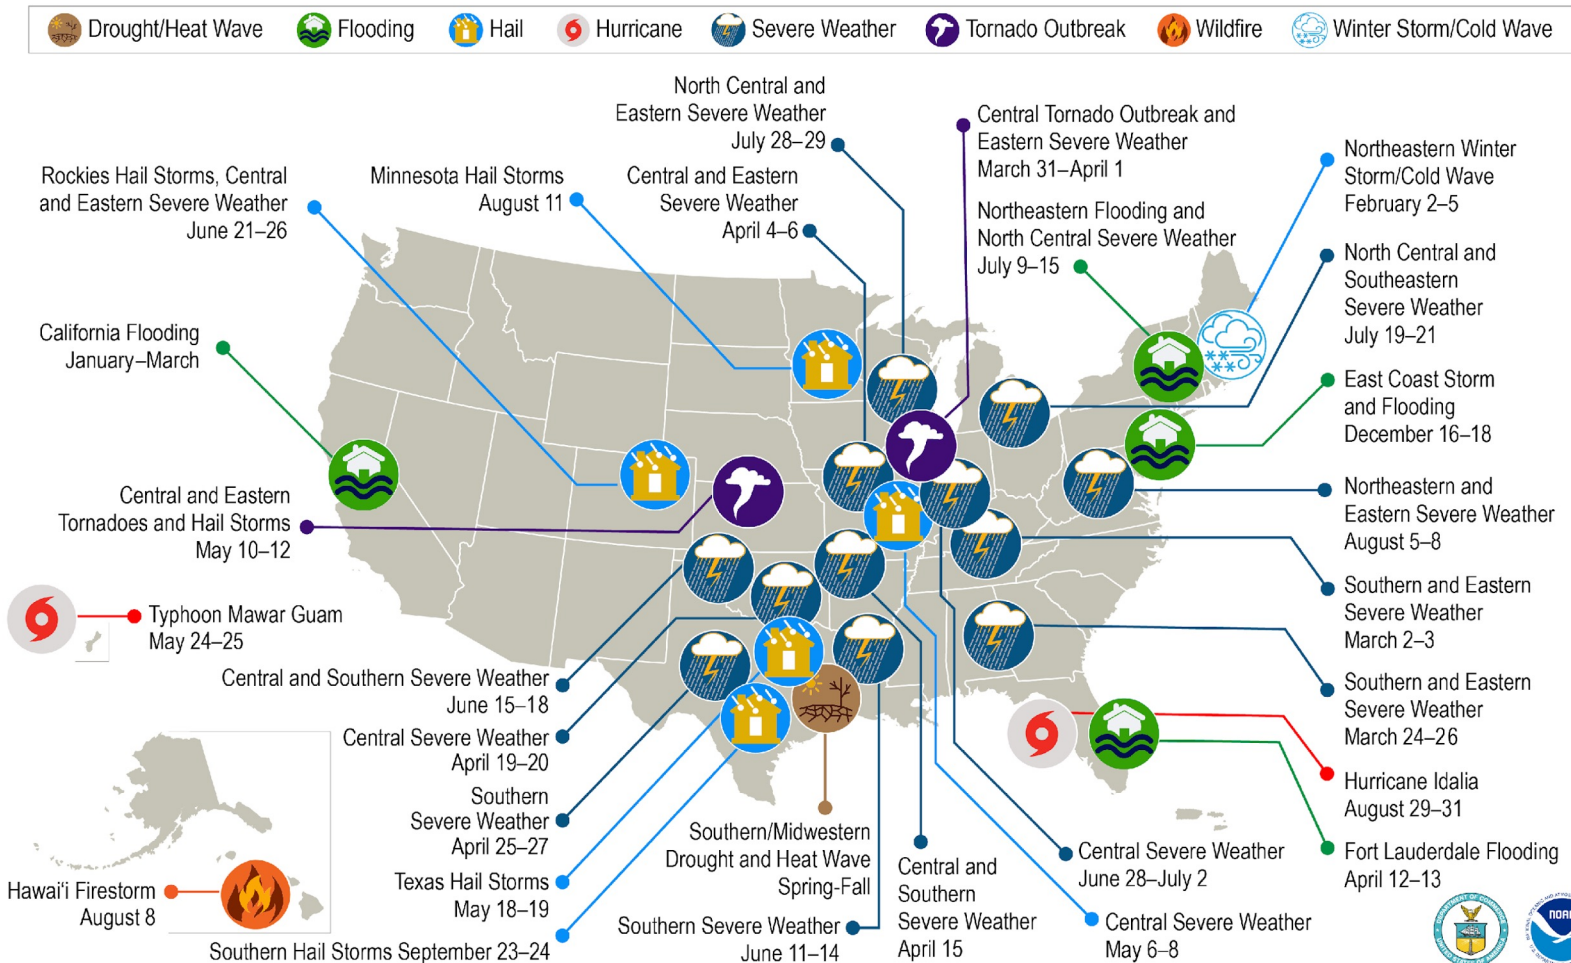 Drought/Heat Wave
Flooding
Hail
Hurricane
Severe Weather
Tornado Outbreak
Wildfire
Winter Storm/Cold Wave
North Central and
Eastern Severe Weather
July 28–29
Central Tornado Outbreak and
Eastern Severe Weather
March 31–April 1
Northeastern Winter
Storm/Cold Wave
February 2–5
Rockies Hail Storms, Central
and Eastern Severe Weather
June 21–26
Minnesota Hail Storms
August 11
Central and Eastern
Severe Weather
April 4–6
Northeastern Flooding and
North Central Severe Weather
July 9–15
North Central and
Southeastern
Severe Weather
July 19–21
California Flooding
January–March
East Coast Storm
and Flooding
December 16–18
Central and Eastern
Tornadoes and Hail Storms
May 10–12
Northeastern and
Eastern Severe Weather
August 5–8
Southern and Eastern
Severe Weather
March 2–3
Typhoon Mawar Guam
May 24–25
Central and Southern Severe Weather
June 15–18
Southern and Eastern
Severe Weather
March 24–26
Central Severe Weather
April 19–20
Hurricane Idalia
August 29–31
Southern
Severe Weather
April 25–27
Southern/Midwestern
Drought and Heat Wave
Spring-Fall
Central and
Southern
Severe Weather
April 15
Central Severe Weather
June 28–July 2
Fort Lauderdale Flooding
April 12–13
Hawai‘i Firestorm
August 8
Texas Hail Storms
May 18–19
Southern Severe Weather
June 11–14
Central Severe Weather
May 6–8
Southern Hail Storms September 23–24
DEPARTMENT OF COMMERCE
UNITED STATES OF AMERICA